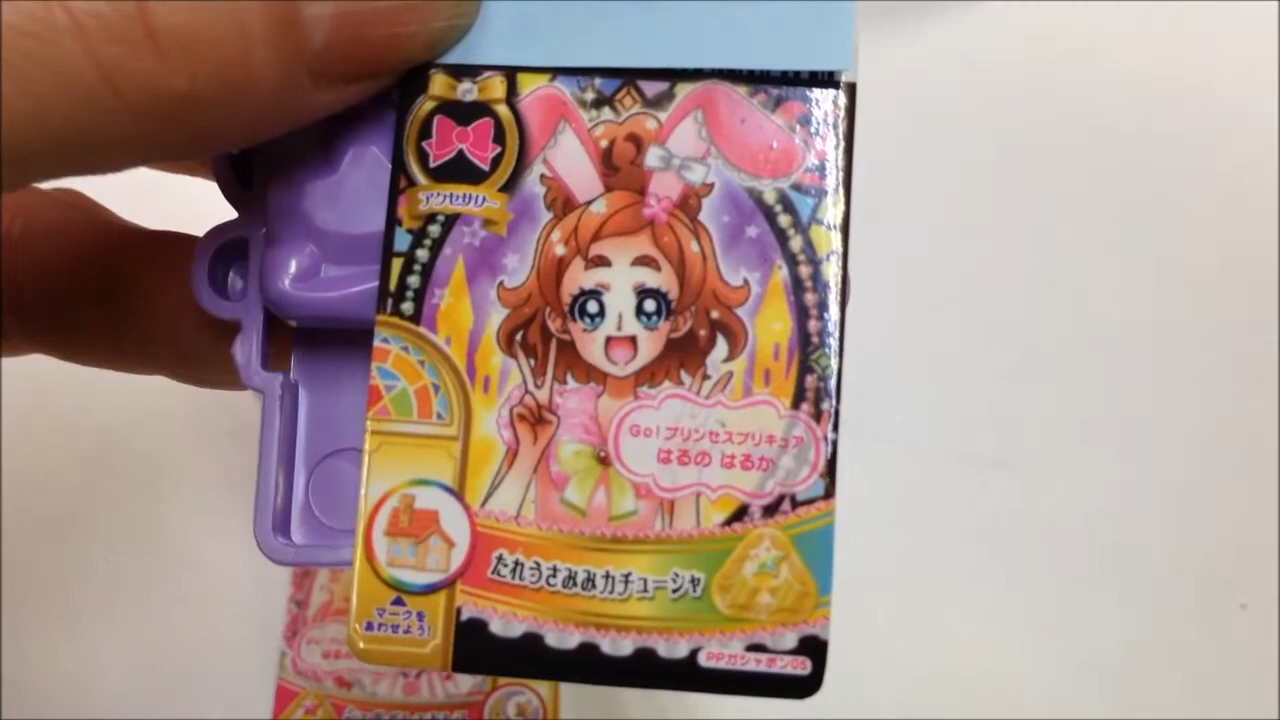 アクセサリー
Go!プリンセスプリキュア
はるの はるか
たれうさみみカチューシャ
マークを
あわせよう!
PPガシャポン05